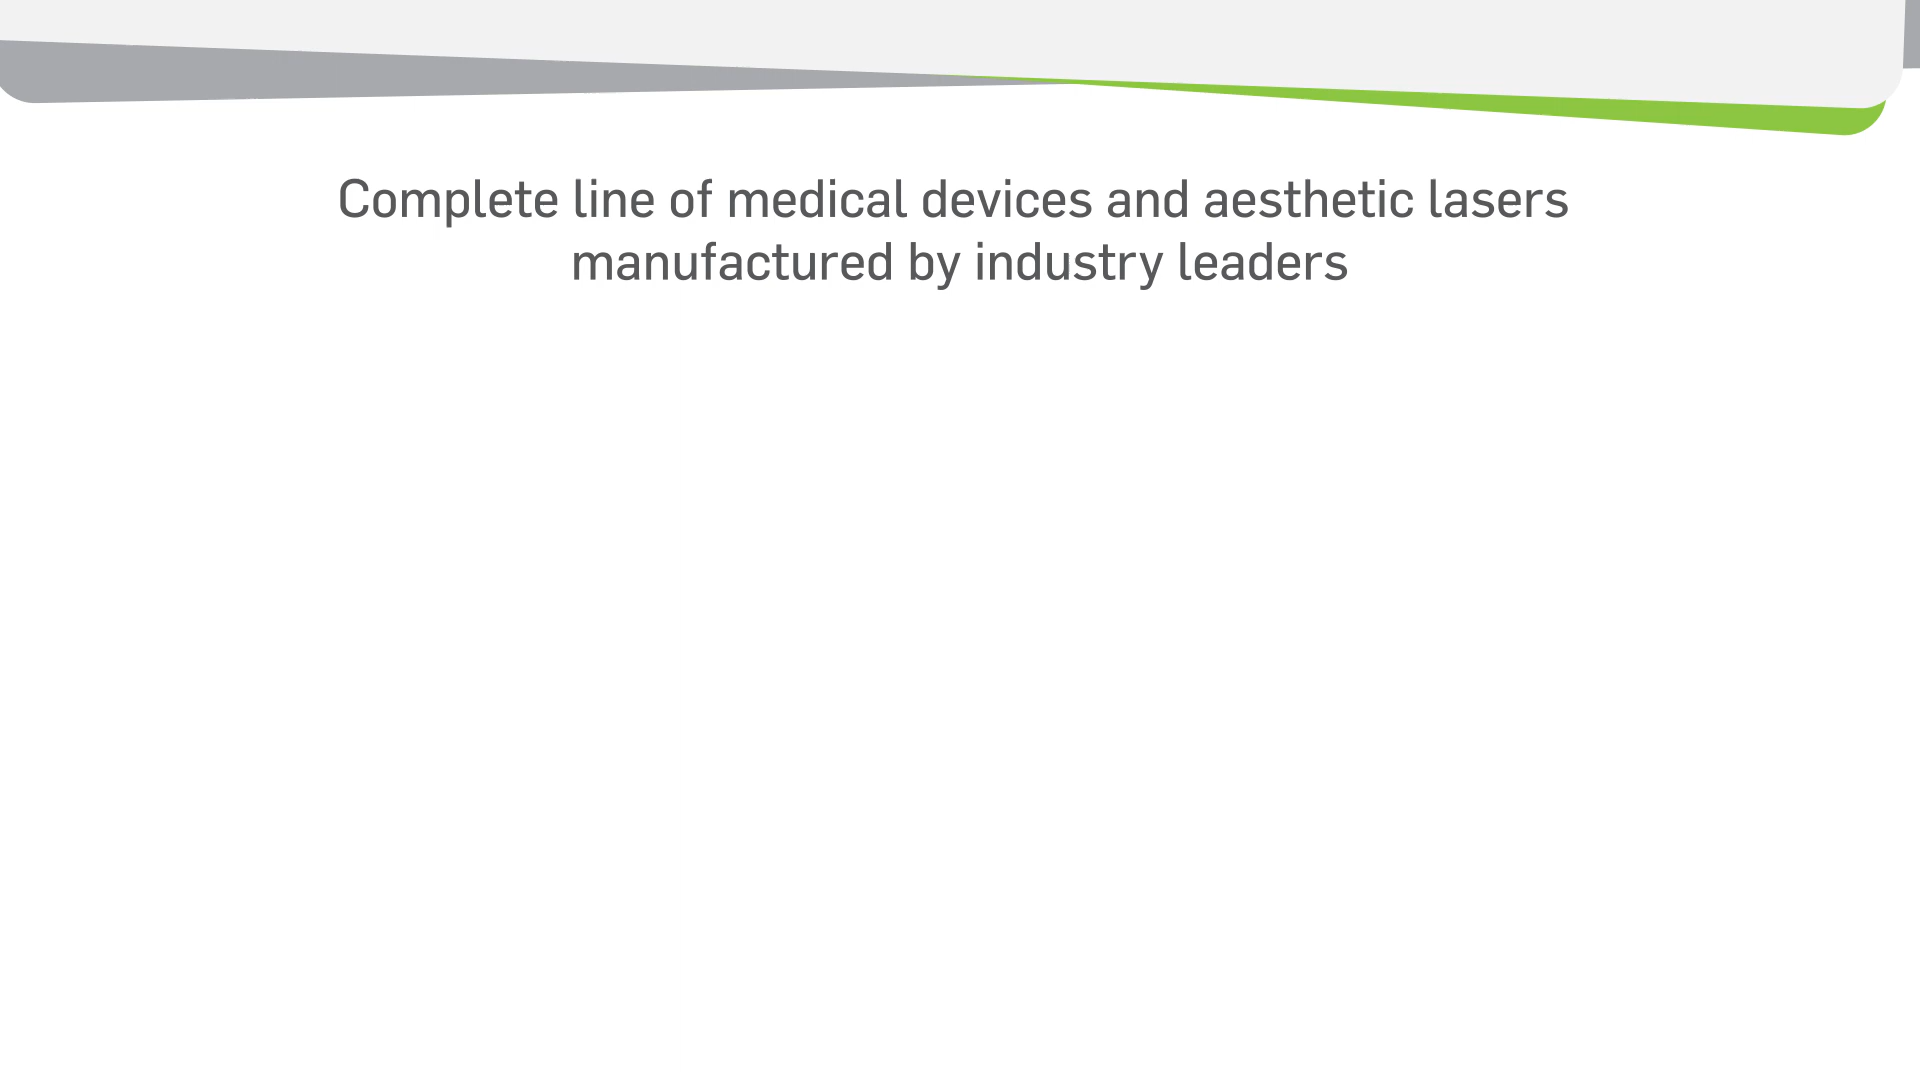 Complete line of medical devices and aesthetic lasers
manufactured by industry leaders